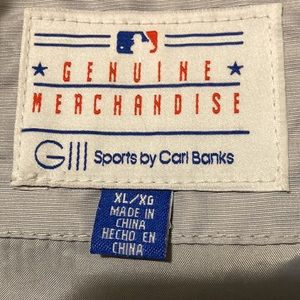 GENUINE
MERCHANDISE
GIII Sports by Carl Banks
XL/XG
MADE IN
CHINA
HECHO EN
CHINA